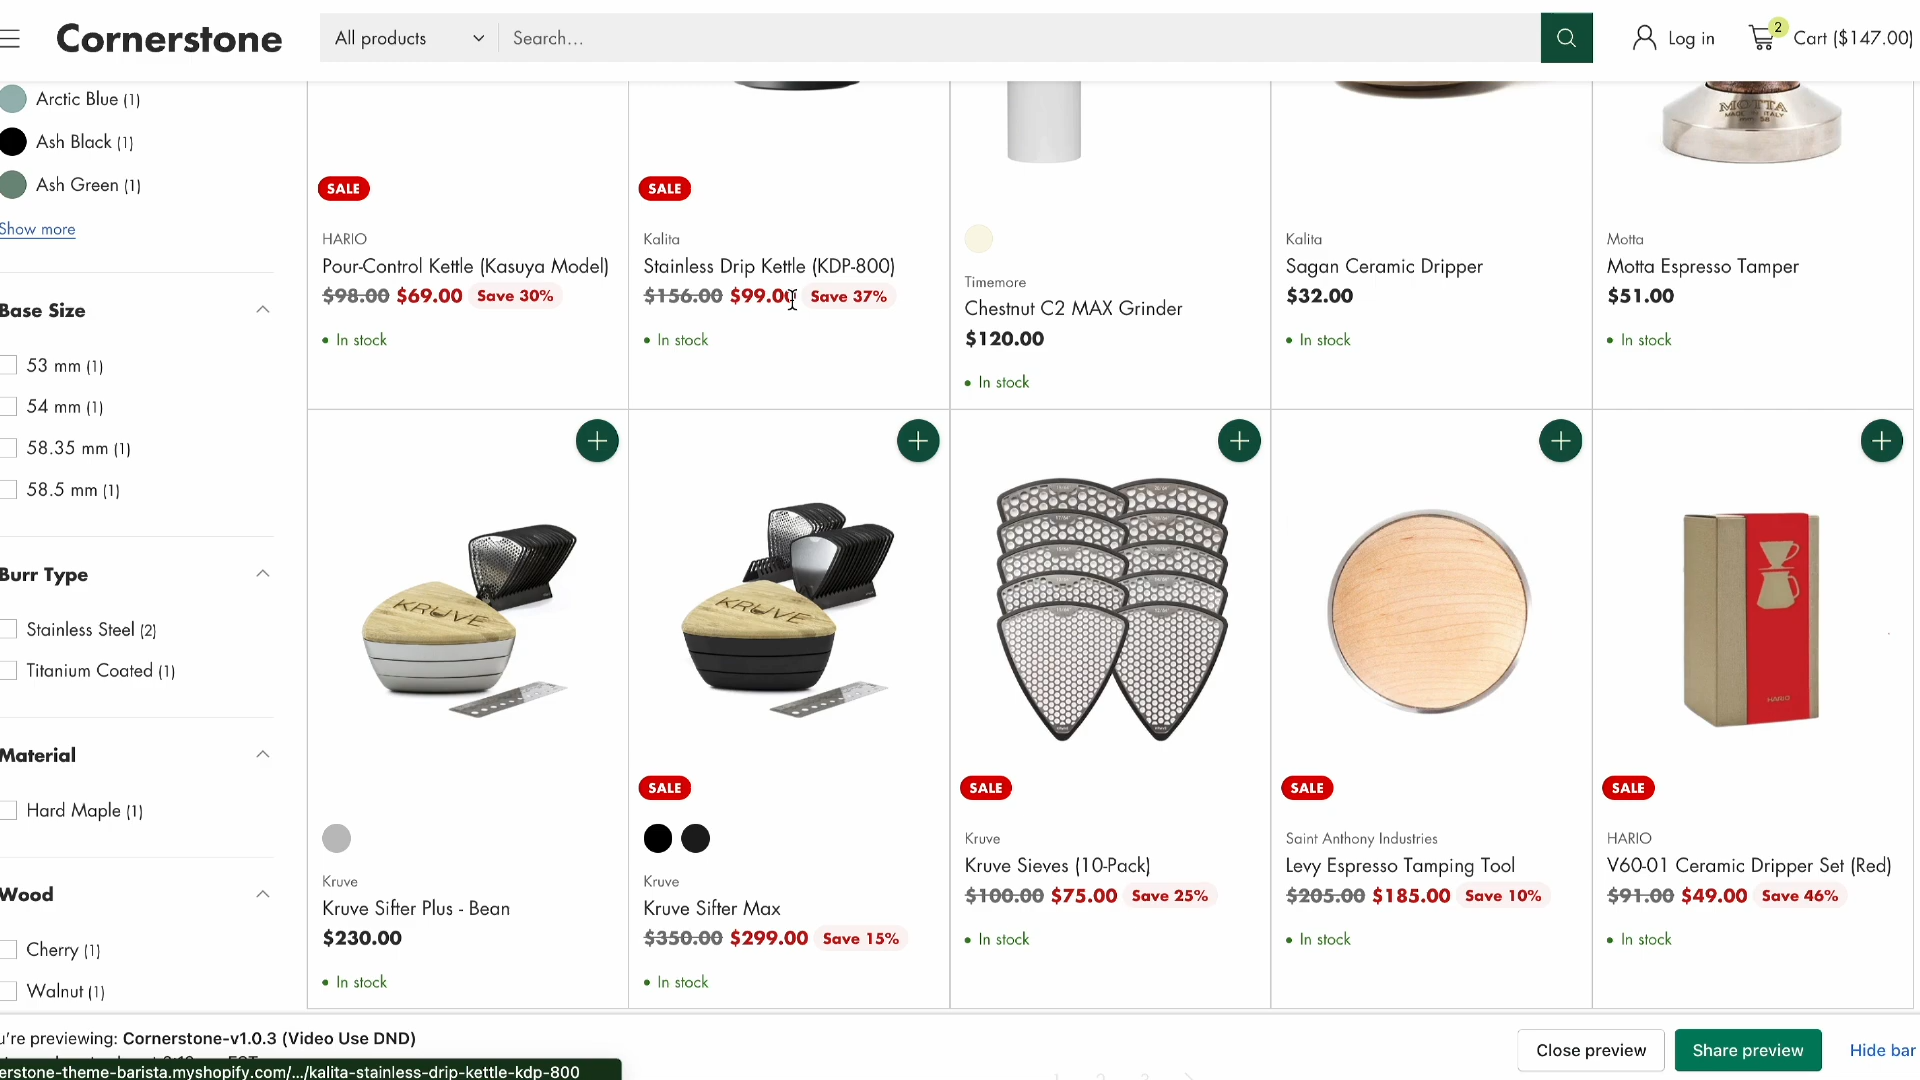 Cornerstone
All products
Search...
Log in
2
Cart ($147.00)
Arctic Blue (1)
Ash Black (1)
Ash Green (1)
Show more
Base Size
53 mm (1)
54 mm (1)
58.35 mm (1)
58.5 mm (1)
Burr Type
Stainless Steel (2)
Titanium Coated (1)
Material
Hard Maple (1)
Wood
Cherry (1)
Walnut (1)
SALE
HARIO
Pour-Control Kettle (Kasuya Model)
$98.00 $69.00 Save 30%
In stock
SALE
Kalita
Stainless Drip Kettle (KDP-800)
$156.00 $99.00 Save 37%
In stock
Timemore
Chestnut C2 MAX Grinder
$120.00
In stock
Kalita
Sagan Ceramic Dripper
$32.00
In stock
MOTTA
Motta
Motta Espresso Tamper
$51.00
In stock
KRUVE
Kruve
Kruve Sifter Plus - Bean
$230.00
In stock
KRUVE
SALE
Kruve
Kruve Sifter Max
$350.00 $299.00 Save 15%
In stock
SALE
Kruve
Kruve Sieves (10-Pack)
$100.00 $75.00 Save 25%
In stock
SALE
Saint Anthony Industries
Levy Espresso Tamping Tool
$205.00 $185.00 Save 10%
In stock
HARIO
SALE
HARIO
V60-01 Ceramic Dripper Set (Red)
$91.00 $49.00 Save 46%
In stock
u're previewing: Cornerstone-v1.0.3 (Video Use DND)
erstone-theme-barista.myshopify.com/.../kalita-stainless-drip-kettle-kdp-800
Close preview
Share preview
Hide bar